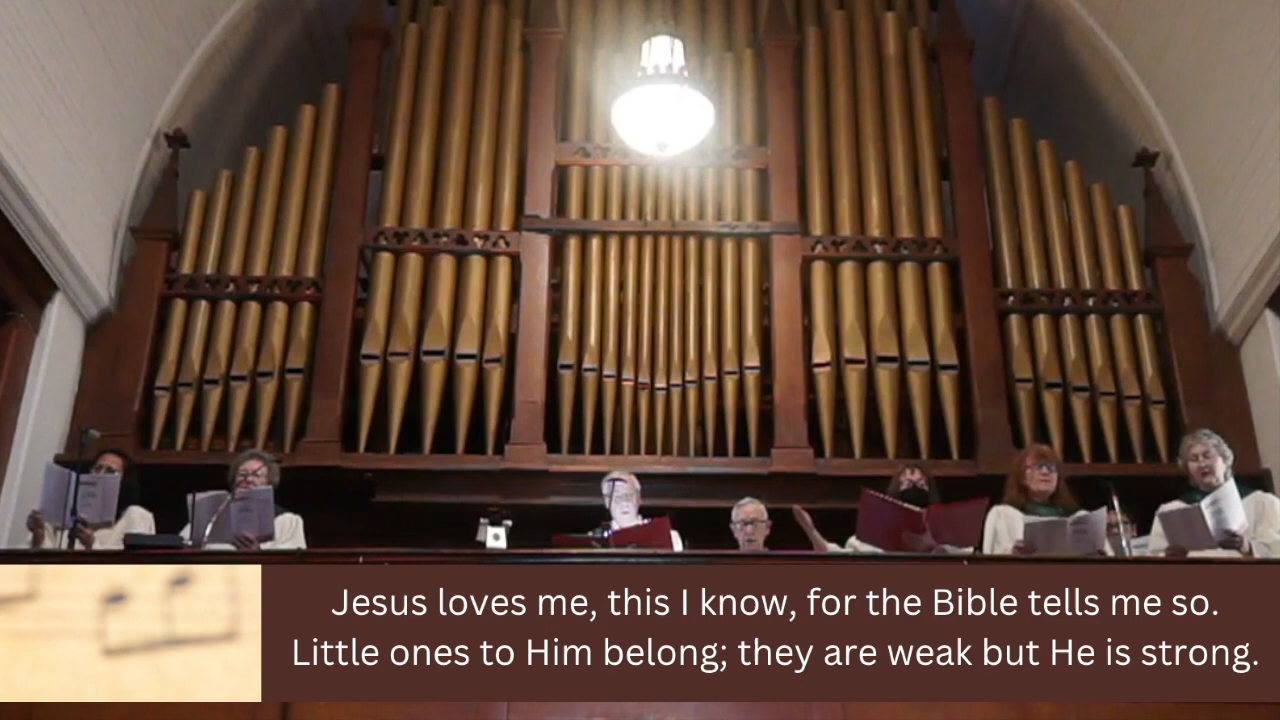 Jesus loves me, this I know, for the Bible tells me so.
Little ones to Him belong; they are weak but He is strong.